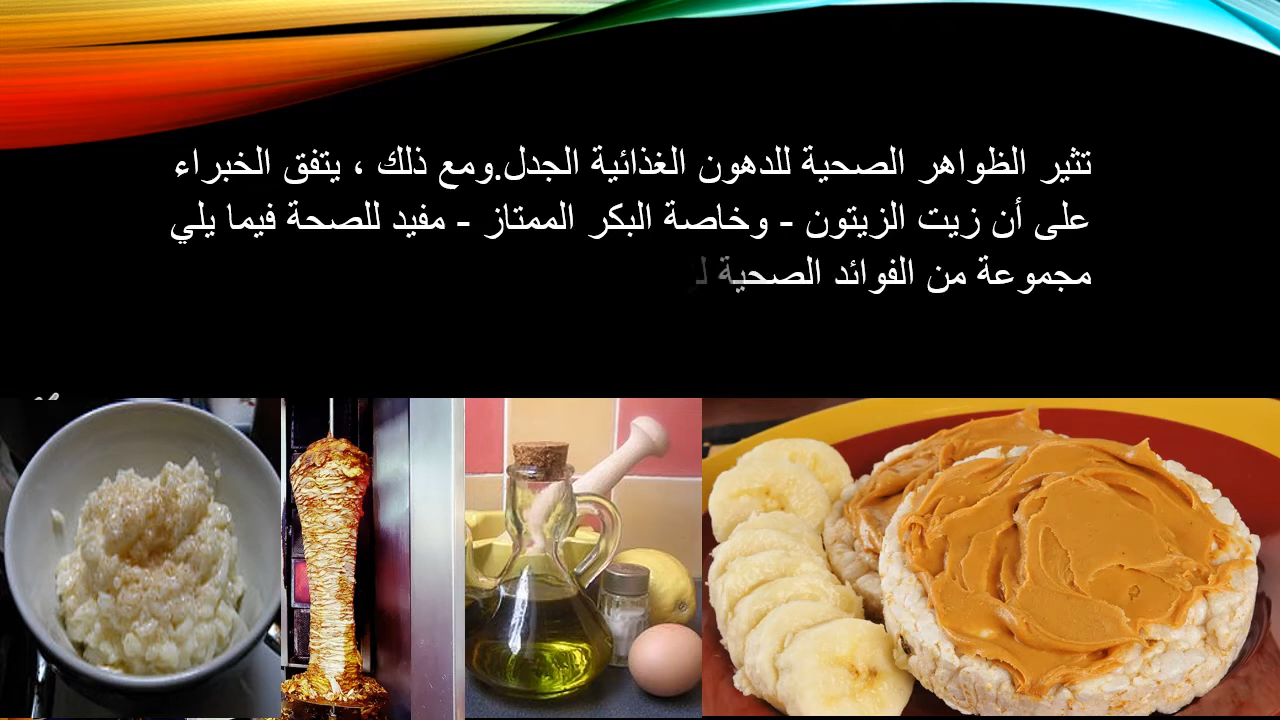 تثير الظواهر الصحية للدهون الغذائية الجدل.ومع ذلك ، يتفق الخبراء
على أن زيت الزيتون - وخاصة البكر الممتاز - مفيد للصحة فيما يلي
مجموعة من الفوائد الصحية